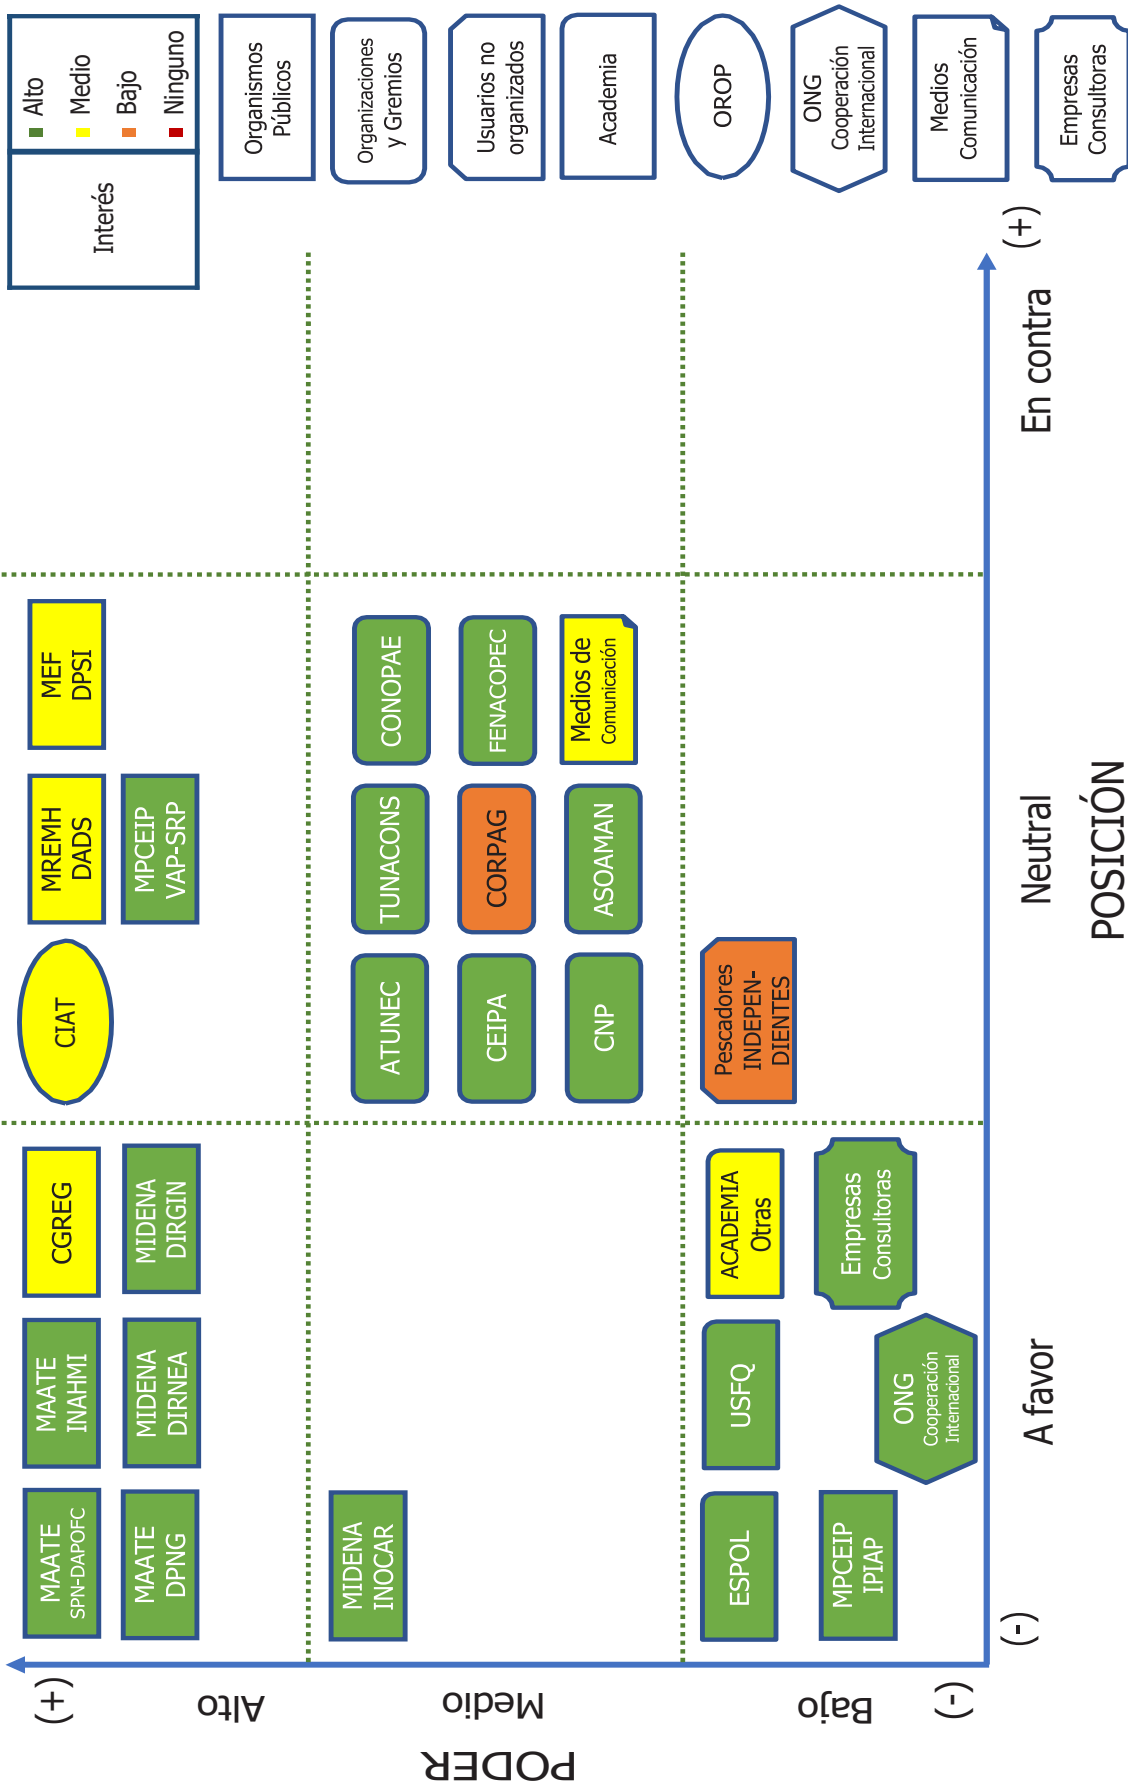 Interés
Alto
Medio
Bajo
Ninguno
Organismos
Públicos
Organizaciones
y Gremios
Usuarios no
organizados
Academia
OROP
ONG
Cooperación
Internacional
Medios
Comunicación
Empresas
Consultoras
PODER
(+)
Alto
Medio
Bajo
(-)
MAATE
SPN-DAPOFC
MAATE
INAHMI
CGREG
MAATE
DPNG
MIDENA
DIRNEA
MIDENA
DIRGIN
CIAT
MREMH
DADS
MEF
DPSI
MPCEIP
VAP-SRP
MIDENA
INOCAR
ATUNEC
TUNACONS
CONOPAE
CEIPA
CORPAG
FENACOPEC
CNP
ASOAMAN
Medios de
Comunicación
ESPOL
USFQ
ACADEMIA
Otras
MPCEIP
IPIAP
ONG
Cooperación
Internacional
Empresas
Consultoras
Pescadores
INDEPEN-
DIENTES
(-)
A favor
Neutral
En contra
(+)
POSICIÓN